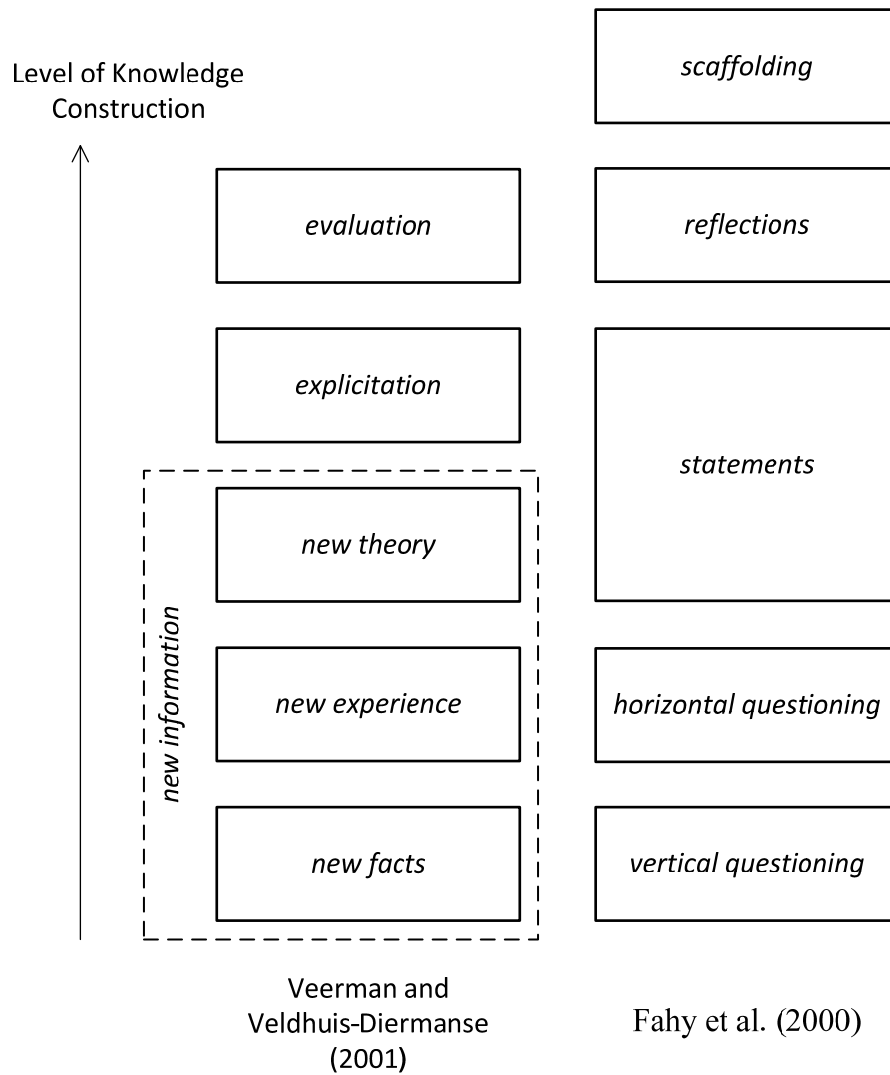 Level of Knowledge
Construction
scaffolding
evaluation
reflections
explicitation
statements
new theory
new information
new experience
horizontal questioning
new facts
vertical questioning
Veerman and
Veldhuis-Diermanse
(2001)
Fahy et al. (2000)